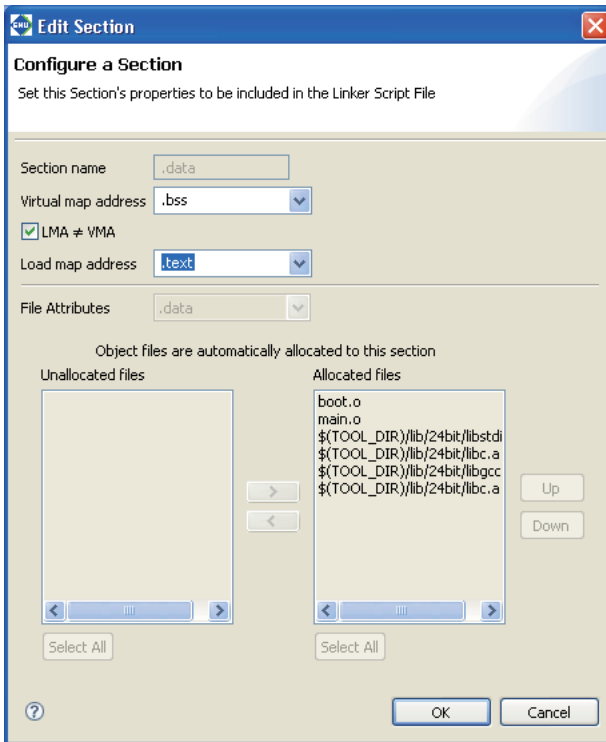 GNU Edit Section
Configure a Section
Set this Section's properties to be included in the Linker Script File
Section name .data
Virtual map address .bss
LMA ≠ VMA
Load map address .text
File Attributes .data
Object files are automatically allocated to this section
Unallocated files Allocated files
boot.o
main.o
$(TOOL_DIR)/lib/24bit/libstdi
$(TOOL_DIR)/lib/24bit/libc.a
$(TOOL_DIR)/lib/24bit/libgcc
$(TOOL_DIR)/lib/24bit/libc.a
> Up
< Down
Select All Select All
? OK Cancel